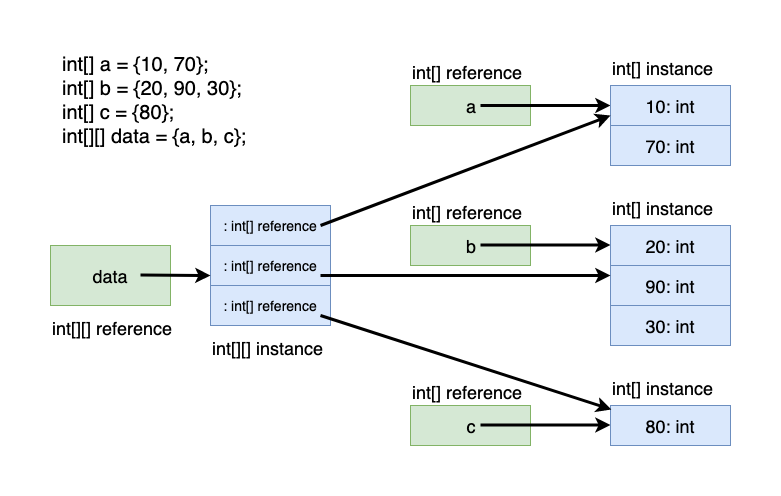 int[] a = {10, 70};
int[] b = {20, 90, 30};
int[] c = {80};
int[][] data = {a, b, c};
int[] reference
a
int[] instance
10: int
70: int
data
int[][] reference
: int[] reference
: int[] reference
: int[] reference
int[][] instance
int[] reference
b
int[] instance
20: int
90: int
30: int
int[] reference
c
int[] instance
80: int